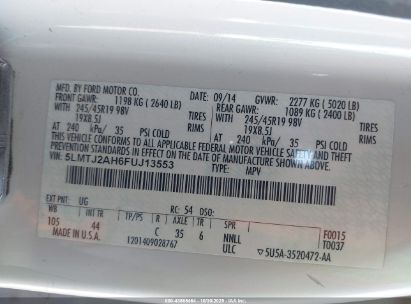 MFD. BY FORD MOTOR CO.
09/14 GVWR: 2277 KG ( 5020 LB)
FRONT GAWR: 1198 KG ( 2640 LB) REAR GAWR: 1089 KG ( 2400 LB)
WITH 245/45R19 98V TIRES WITH 245/45R19 98V TIRES
19X8.5J RIMS 19X8.5J RIMS
AT 240 kPa/ 35 PSI COLD AT 240 kPa/ 35 PSI COLD
THIS VEHICLE CONFORMS TO ALL APPLICABLE FEDERAL MOTOR VEHICLE SAFETY AND THEFT
PREVENTION STANDARDS IN EFFECT ON THE DATE OF MANUFACTURE SHOWN ABOVE.
VIN: 5LMTJ2AH6FUJ13553 TYPE: MPV
EXT PNT: UG RC: 54 DSO:
WB INT TR TP/PS R AXLE TR SPR F0015
105 44 C 35 6 NNLL T0037
MADE IN U.S.A. 1201409028767 ULC 5U5A-3520472-AA